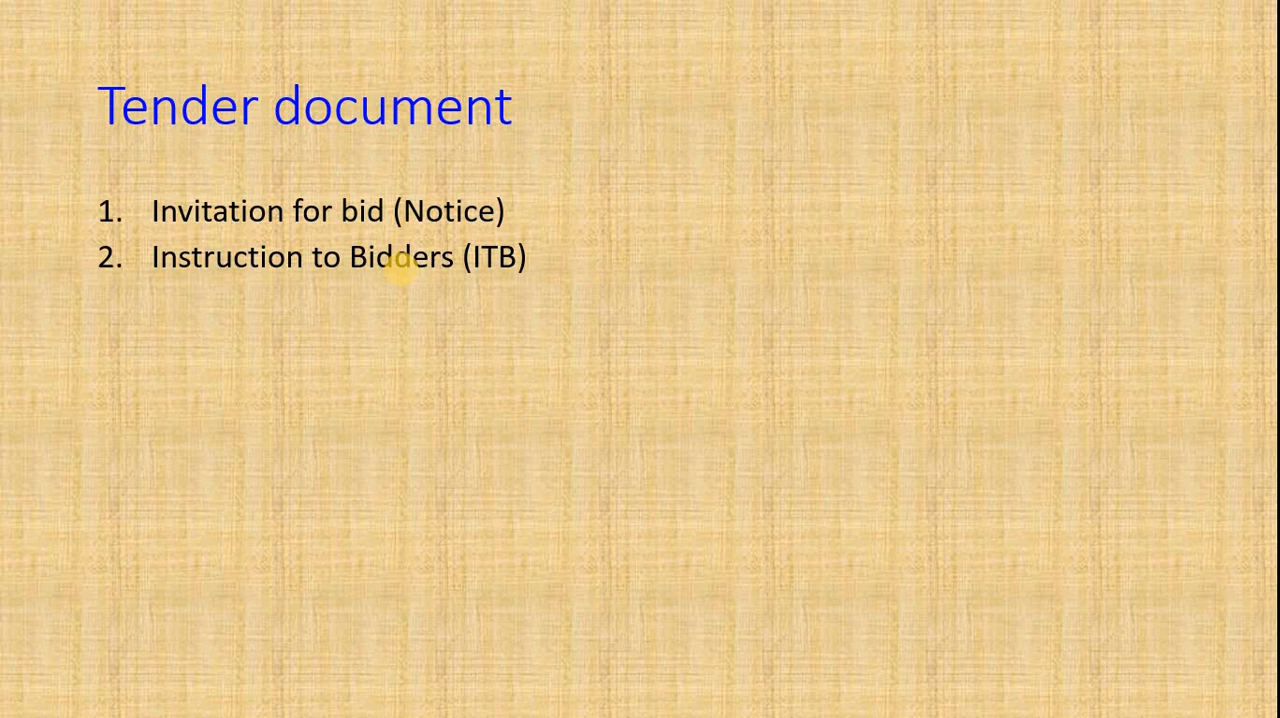 Tender document
1. Invitation for bid (Notice)
2. Instruction to Bidders (ITB)